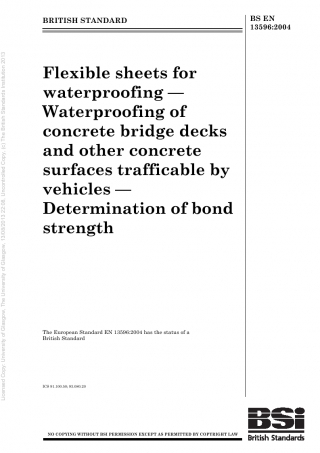 BRITISH STANDARD
BS EN
13596:2004
Flexible sheets for
waterproofing —
Waterproofing of
concrete bridge decks
and other concrete
surfaces trafficable by
vehicles —
Determination of bond
strength
The European Standard EN 13596:2004 has the status of a
British Standard
ICS 91.100.50; 93.040.20
NO COPYING WITHOUT BSI PERMISSION EXCEPT AS PERMITTED BY COPYRIGHT LAW
BSi
British Standards
Licensed Copy: University of Glasgow, The University of Glasgow,
Uncontrolled Copy, (c) The British Standards Institution 2013